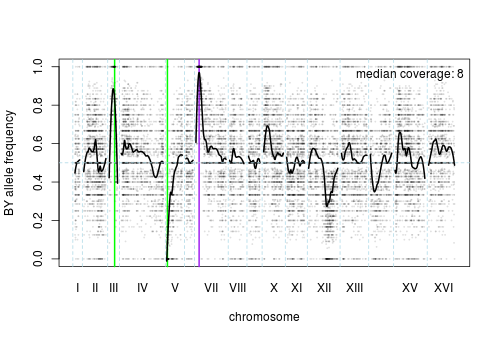 median coverage: 8
BY allele frequency
1.0
0.8
0.6
0.4
0.2
0.0
I II III IV V VII VIII X XI XII XIII XV XVI
chromosome